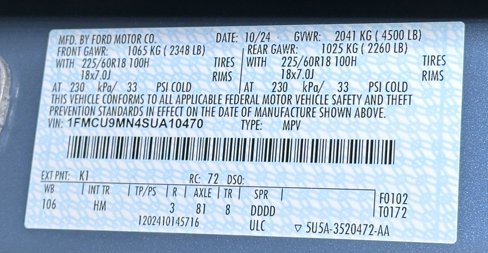 MFD. BY FORD MOTOR CO. 10/24 GVWR: 2041 KG ( 4500 LB)
FRONT GAWR: 1065 KG ( 2348 LB) REAR GAWR: 1025 KG ( 2260 LB)
WITH 225/60R18 100H TIRES WITH 225/60R18 100H TIRES
18x7.0J RIMS 18x7.0J RIMS
AT 230 kPa/ 33 PSI COLD AT 230 kPa/ 33 PSI COLD
THIS VEHICLE CONFORMS TO ALL APPLICABLE FEDERAL MOTOR VEHICLE SAFETY AND THEFT
PREVENTION STANDARDS IN EFFECT ON THE DATE OF MANUFACTURE SHOWN ABOVE.
VIN: 1FMCU9MN4SUA10470 TYPE: MPV
EXT PNT: K1 RC: 72 DSO:
WB INT TR TP/PS R AXLE TR SPR F0102
106 HM 3 81 8 DDDD T0172
1202410145716 ULC ▽ 5U5A-3520472-AA